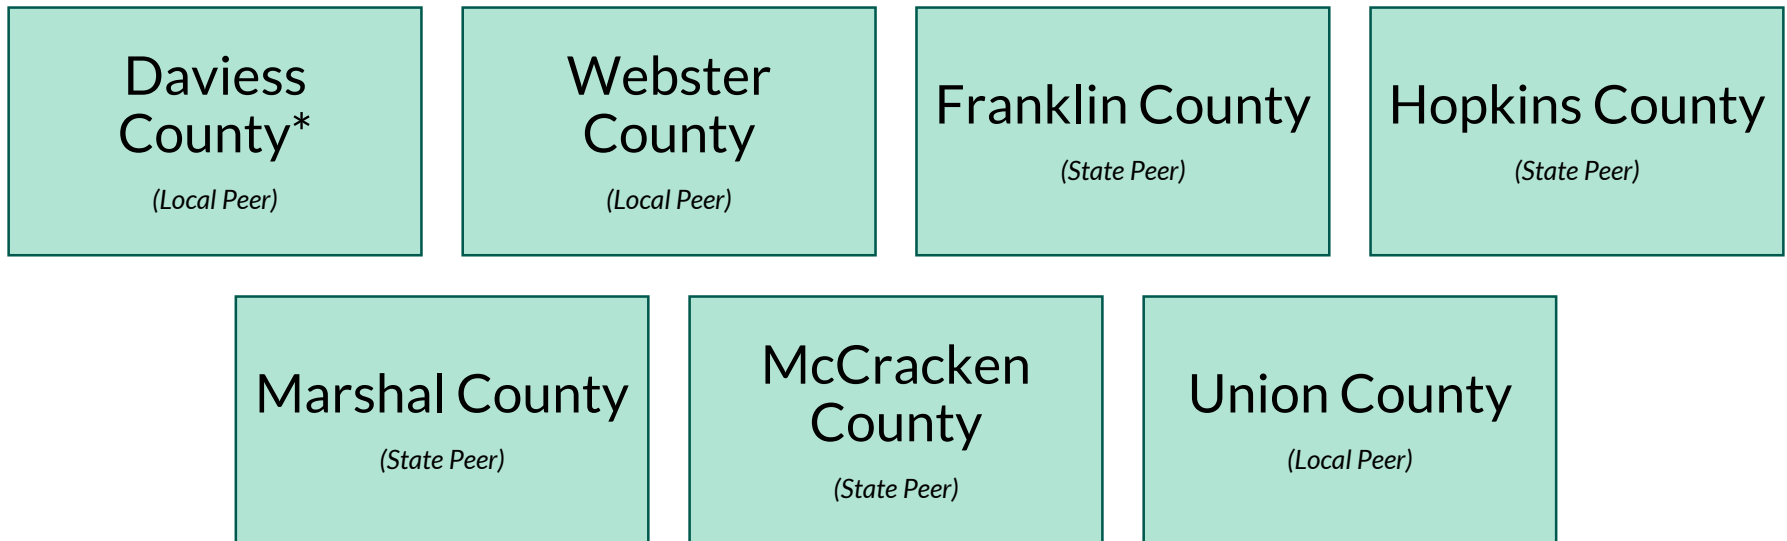 Daviess
County*
(Local Peer)
Webster
County
(Local Peer)
Franklin County
(State Peer)
Hopkins County
(State Peer)
Marshal County
(State Peer)
McCracken
County
(State Peer)
Union County
(Local Peer)